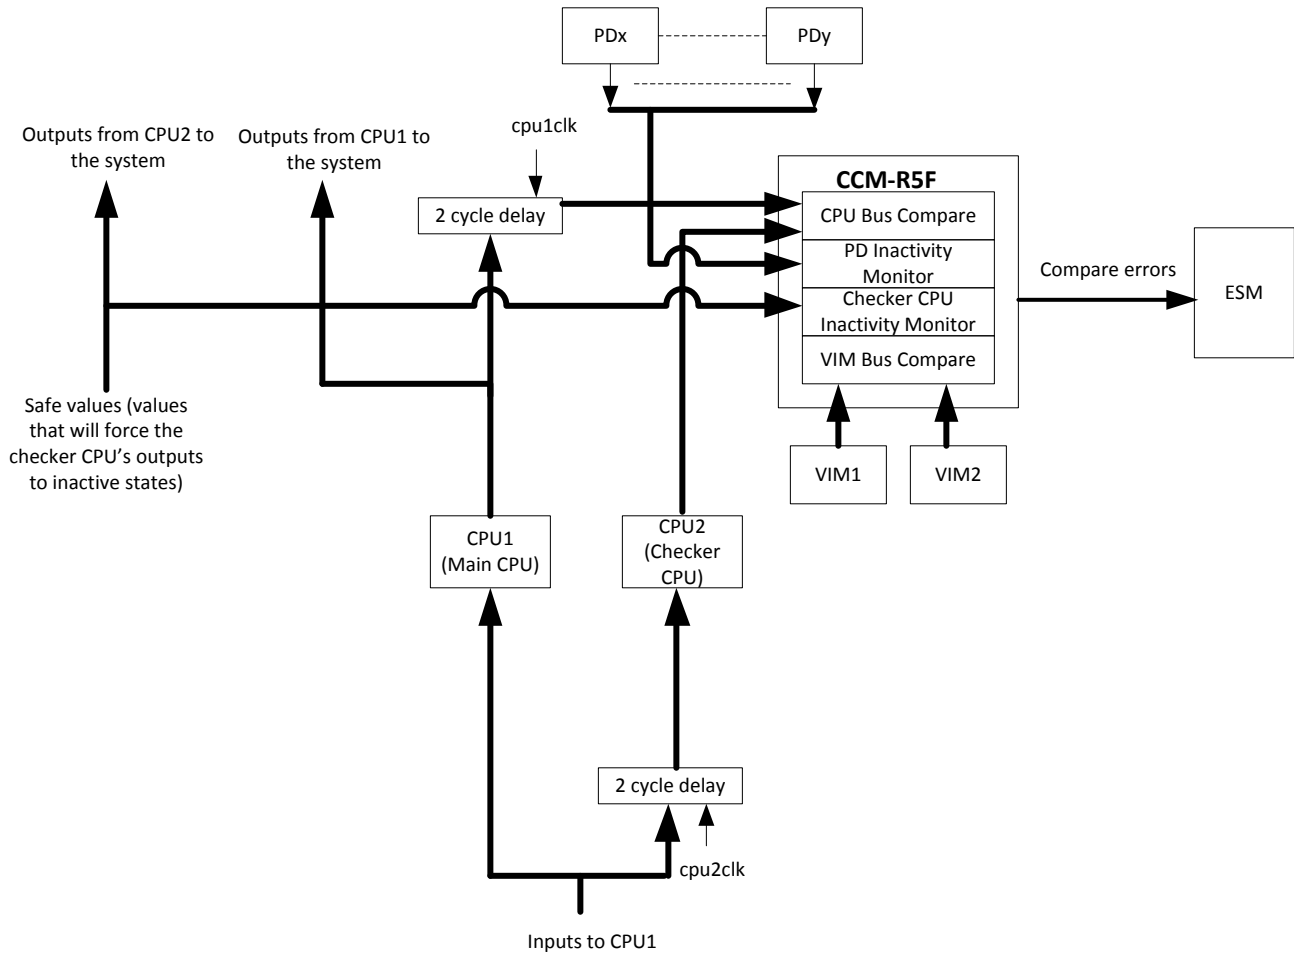 PDx
PDy
cpu1clk
Outputs from CPU2 to
the system
Outputs from CPU1 to
the system
2 cycle delay
CCM-R5F
CPU Bus Compare
PD Inactivity
Monitor
Checker CPU
Inactivity Monitor
VIM Bus Compare
Compare errors
ESM
Safe values (values
that will force the
checker CPU's outputs
to inactive states)
VIM1
VIM2
CPU1
(Main CPU)
CPU2
(Checker
CPU)
2 cycle delay
cpu2clk
Inputs to CPU1